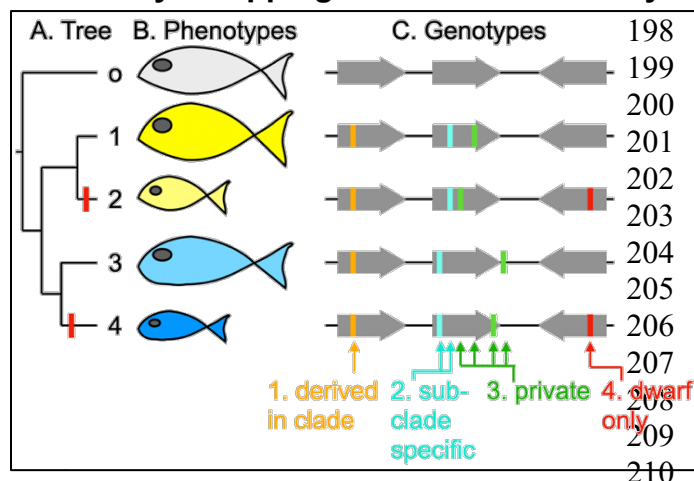 A. Tree B. Phenotypes C. Genotypes
o
1
2
3
4
1. derived
in clade
2. sub-
clade
specific
3. private
4. dwarf
only
198
199
200
201
202
203
204
205
206
207
208
209
210